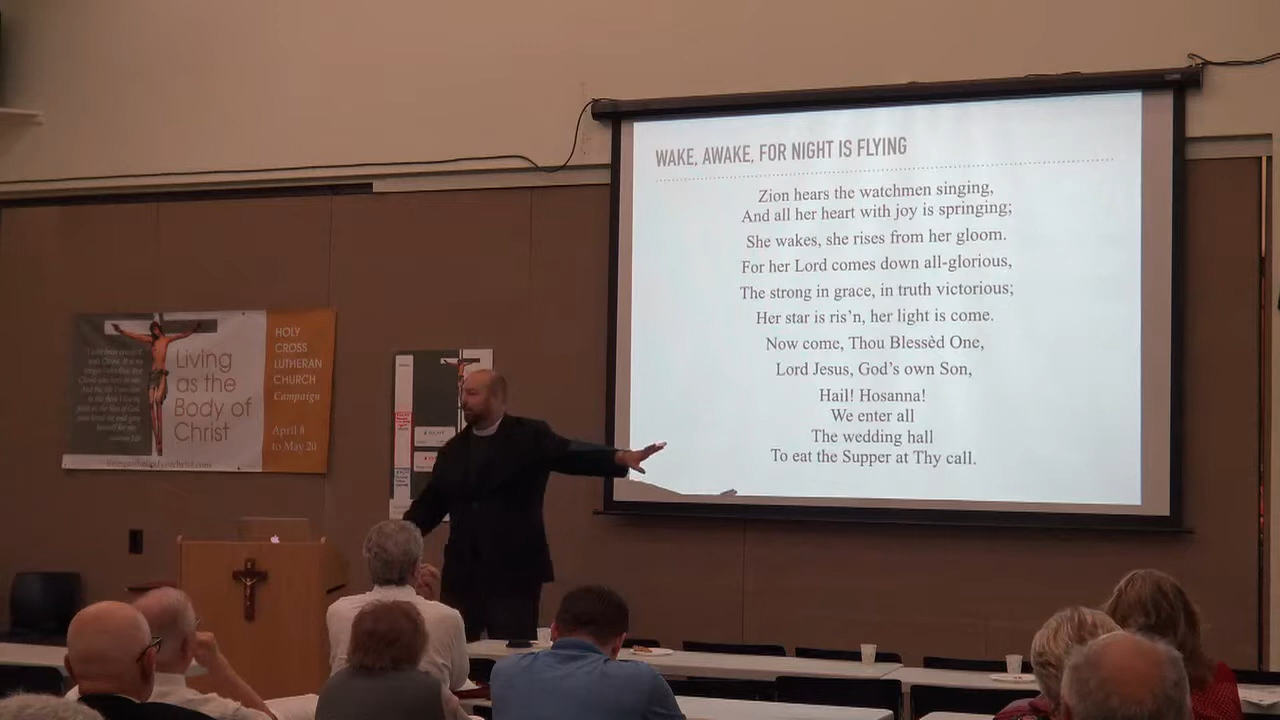 WAKE, AWAKE, FOR NIGHT IS FLYING
Zion hears the watchmen singing,
And all her heart with joy is springing;
She wakes, she rises from her gloom.
For her Lord comes down all-glorious,
The strong in grace, in truth victorious;
Her star is ris’n, her light is come.
Now come, Thou Blessèd One,
Lord Jesus, God’s own Son,
Hail! Hosanna!
We enter all
The wedding hall
To eat the Supper at Thy call.
Living
as the
Body of
Christ
HOLY
CROSS
LUTHERAN
CHURCH
Campaign
April 8
to May 20